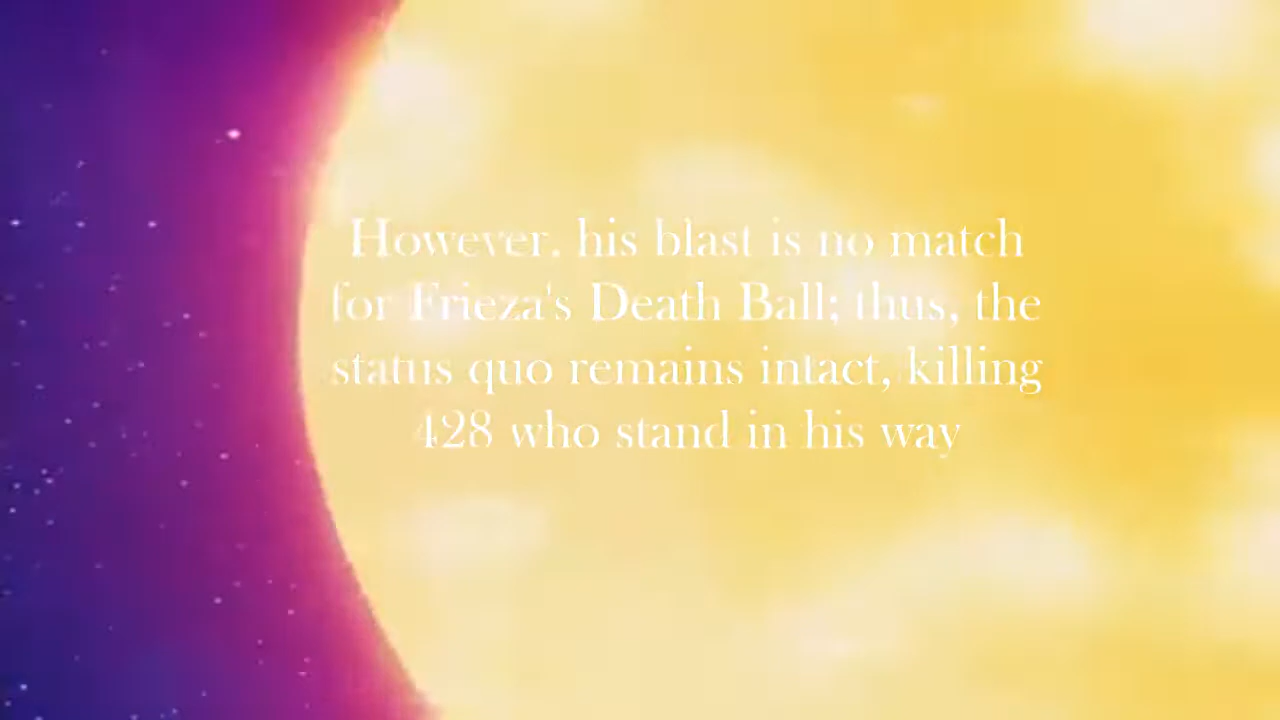 However, his blast is no match
for Frieza's Death Ball; thus, the
status quo remains intact, killing
428 who stand in his way